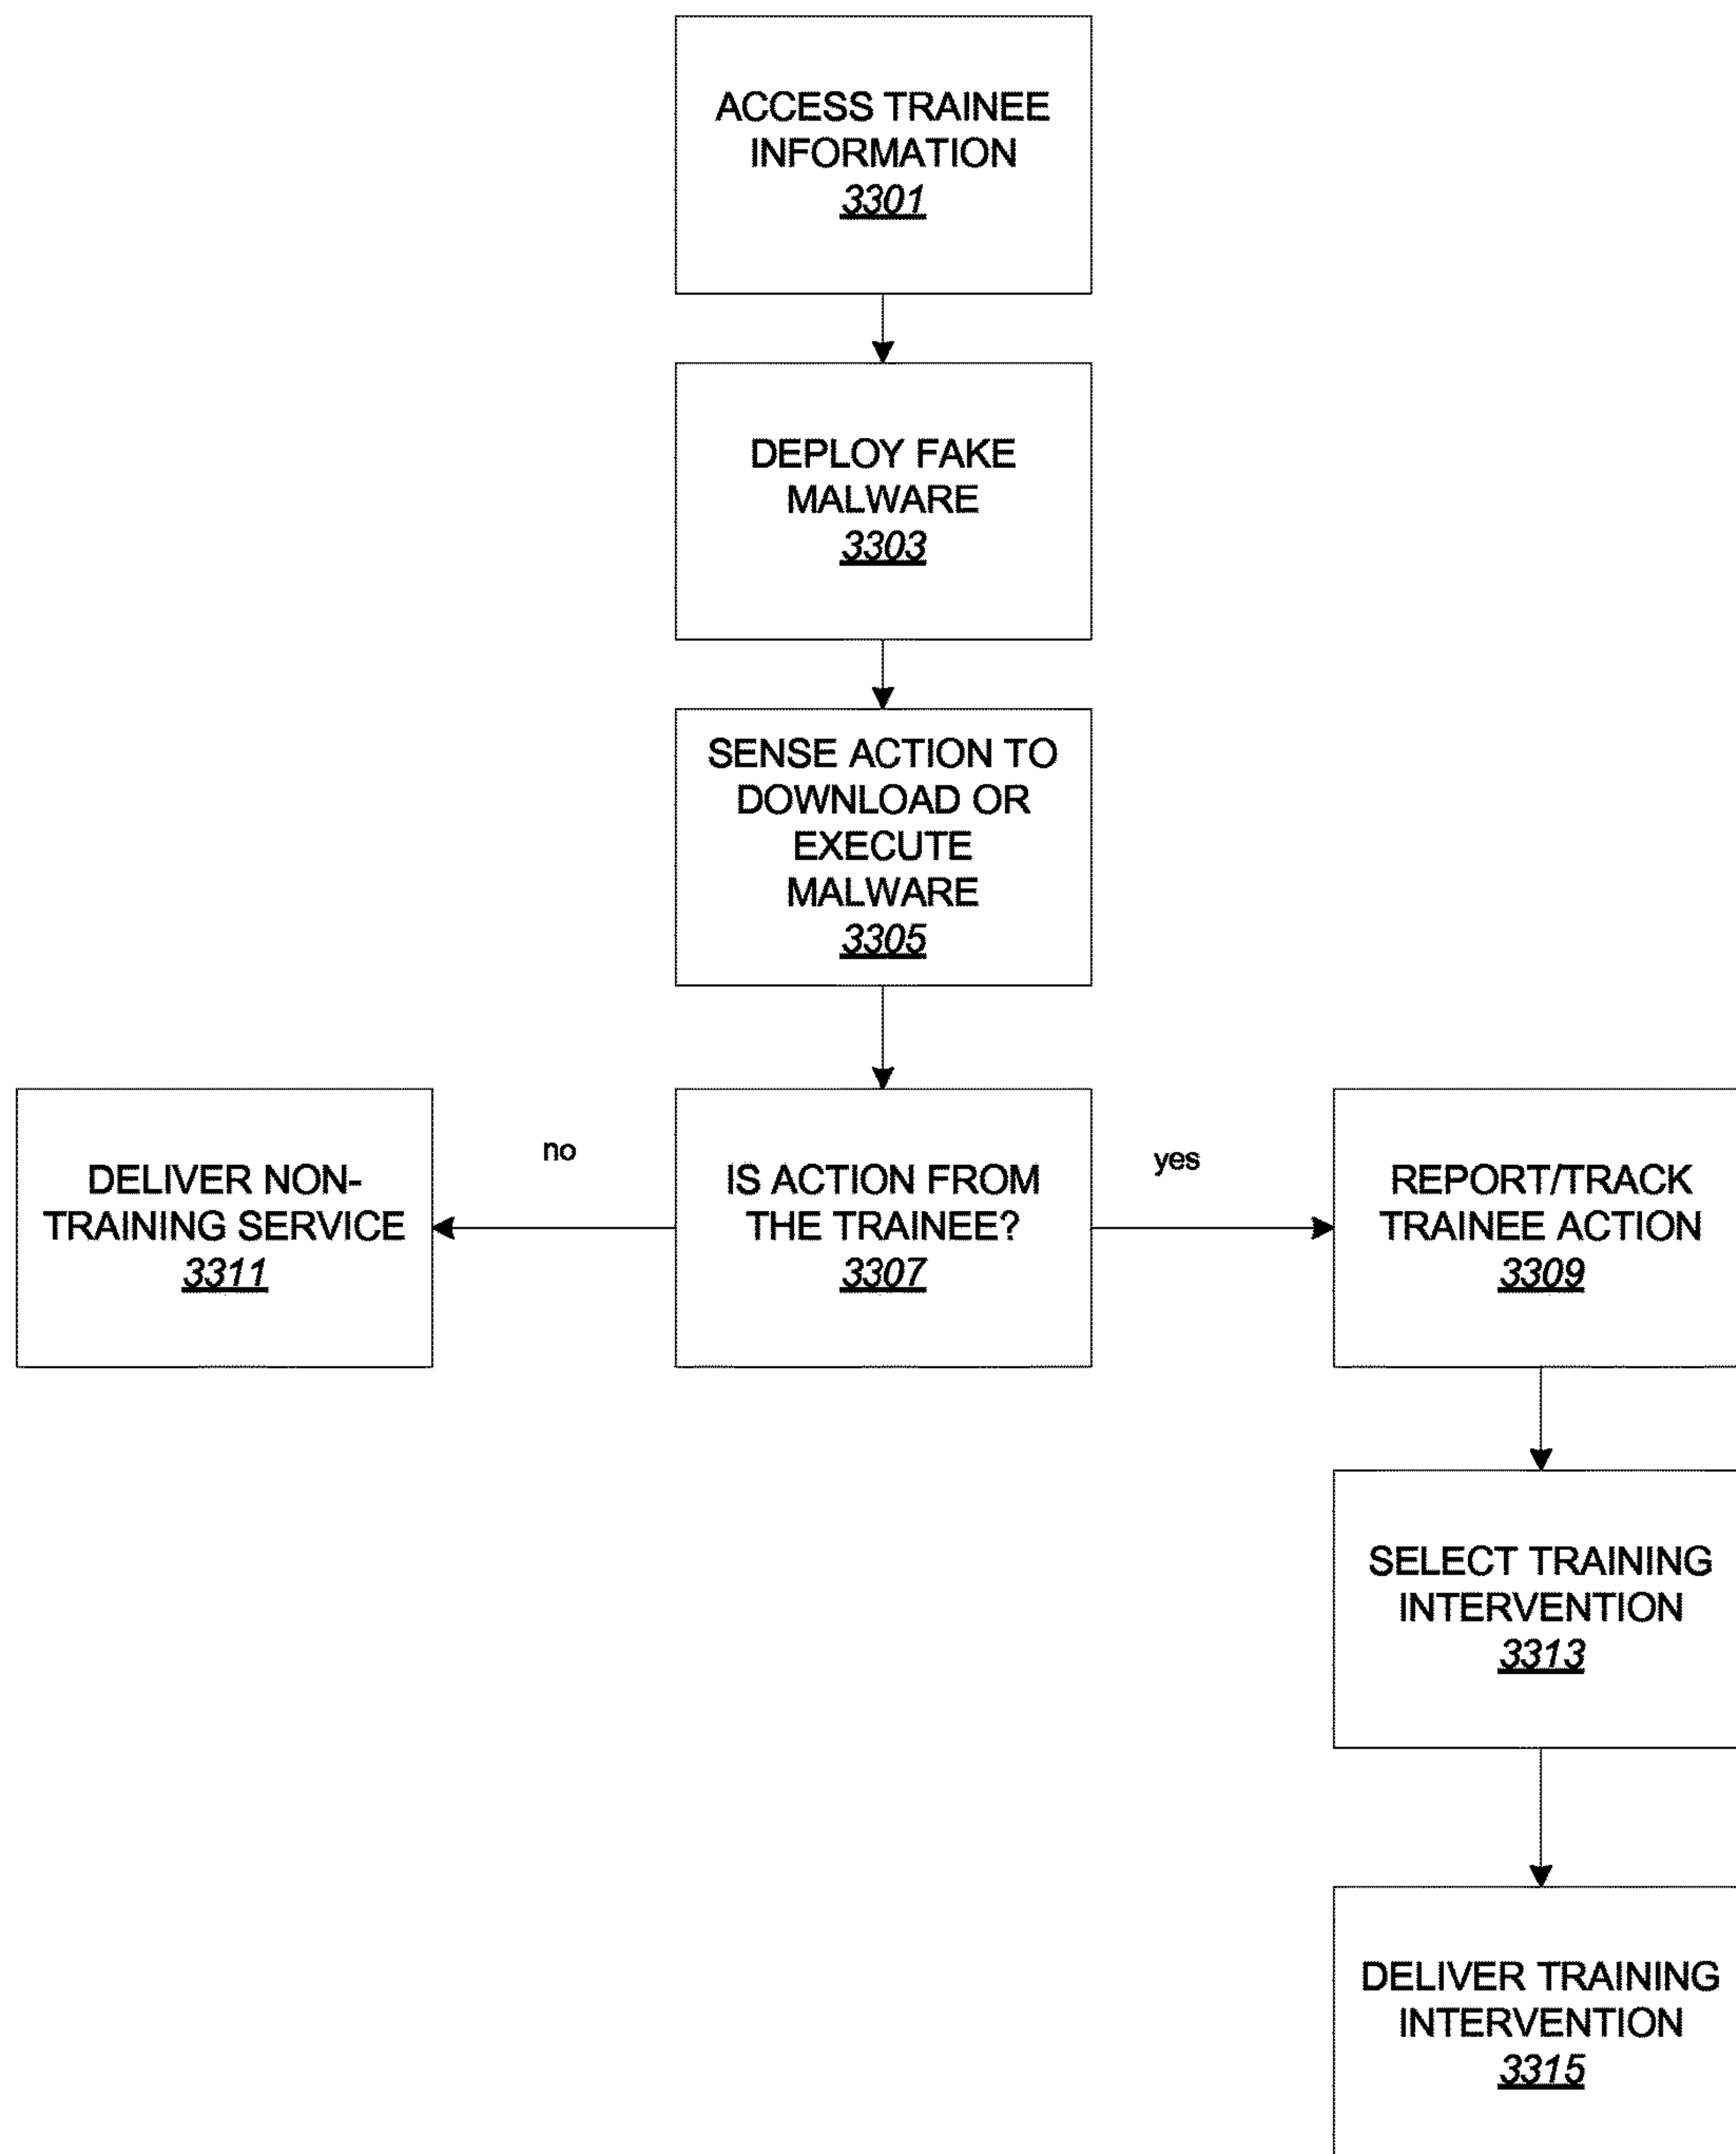 ACCESS TRAINEE
INFORMATION
3301
DEPLOY FAKE
MALWARE
3303
SENSE ACTION TO
DOWNLOAD OR
EXECUTE
MALWARE
3305
DELIVER NON-
TRAINING SERVICE
3311
no
IS ACTION FROM
THE TRAINEE?
3307
yes
REPORT/TRACK
TRAINEE ACTION
3309
SELECT TRAINING
INTERVENTION
3313
DELIVER TRAINING
INTERVENTION
3315